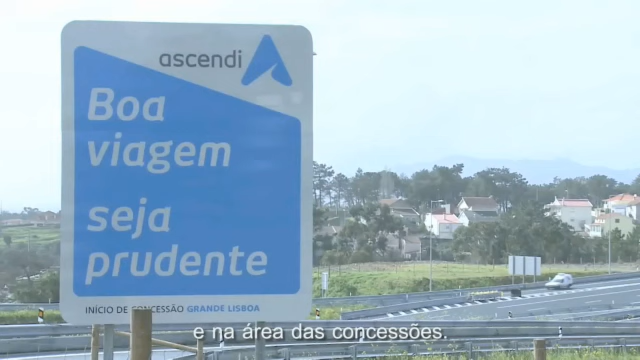 ascendi
Boa
viagem
seja
prudente
INÍCIO DE CONCESSÃO GRANDE LISBOA
e na área das concessões.